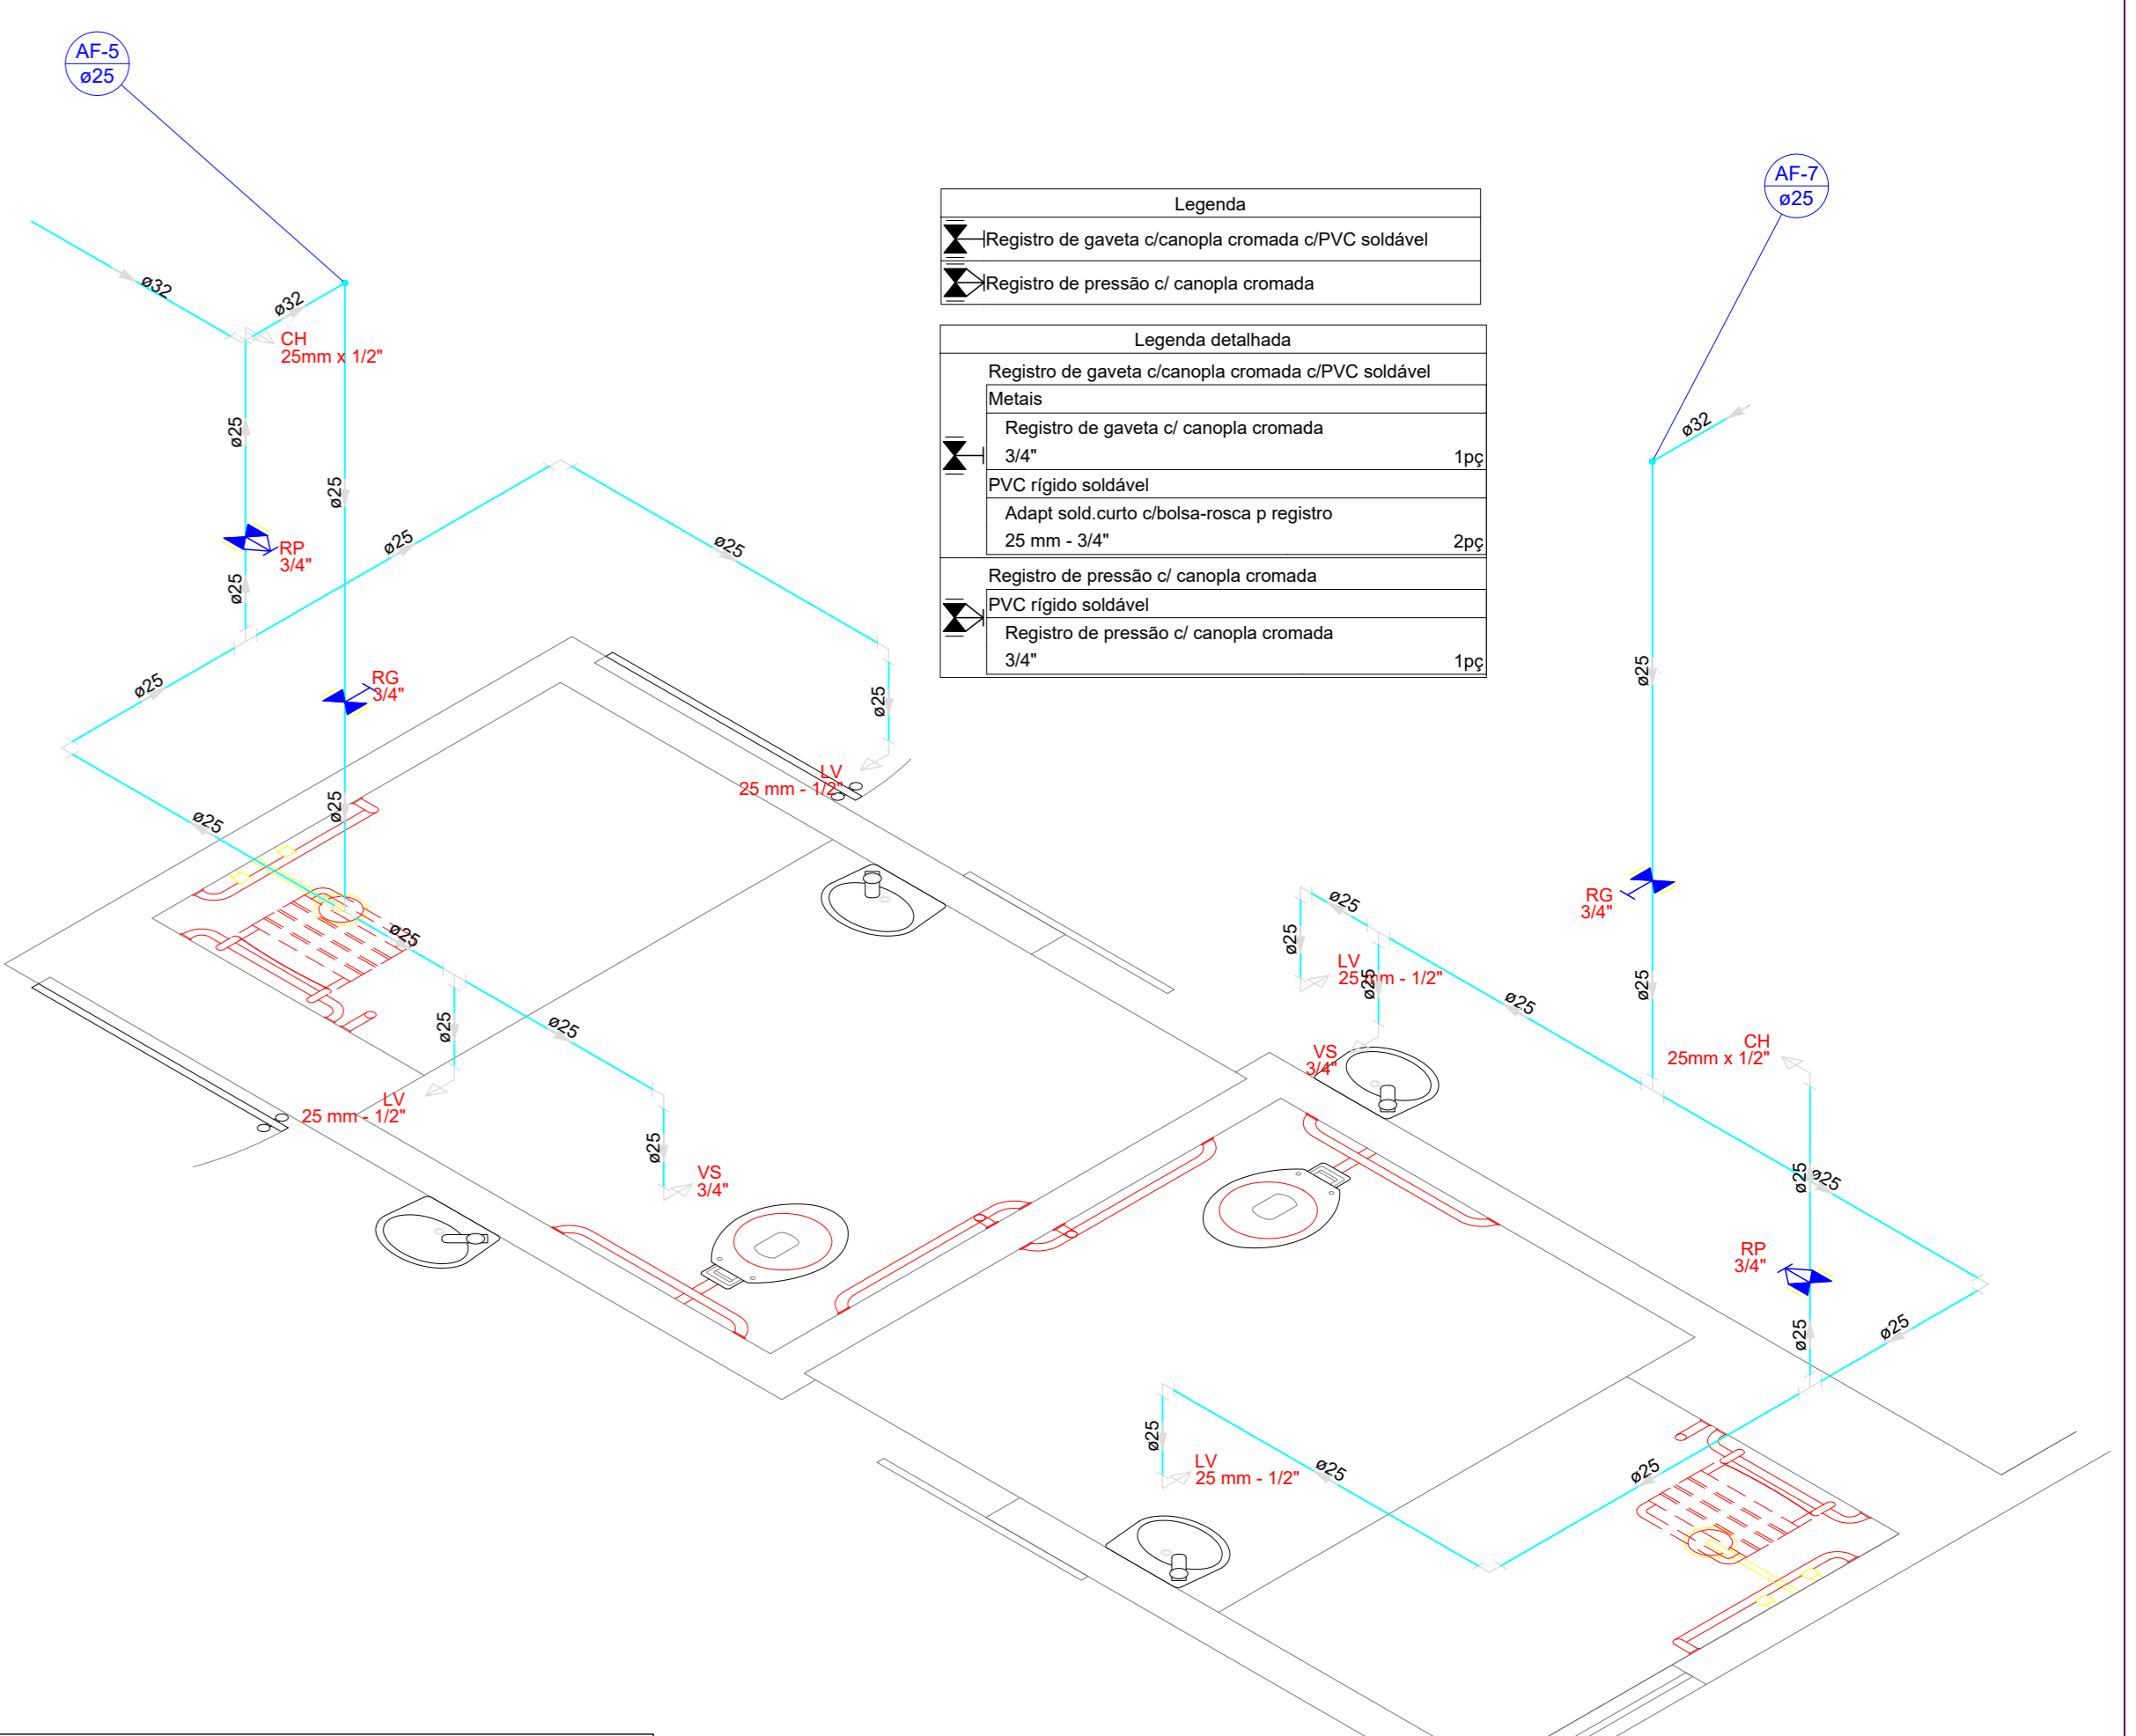 AF-5
ø25
AF-7
ø25
Legenda
Registro de gaveta c/canopla cromada c/PVC soldável
Registro de pressão c/ canopla cromada
Legenda detalhada
Registro de gaveta c/canopla cromada c/PVC soldável
Metais
Registro de gaveta c/ canopla cromada
3/4" 1pç
PVC rígido soldável
Adapt sold.curto c/bolsa-rosca p registro
25 mm - 3/4" 2pç
Registro de pressão c/ canopla cromada
PVC rígido soldável
Registro de pressão c/ canopla cromada
3/4" 1pç
ø32
ø32
CH
25mm x 1/2"
ø25
ø25
RP
3/4"
ø25
ø25
ø25
ø25
RG
3/4"
ø25
ø25
LV
25 mm - 1/2"
ø25
ø25
ø25
ø25
LV
25 mm - 1/2"
ø25
ø25
VS
3/4"
ø32
ø25
RG
3/4"
ø25
ø25
ø25
LV
25 mm - 1/2"
ø25
ø25
VS
3/4"
CH
25mm x 1/2"
ø25
ø25
RP
3/4"
ø25
ø25
ø25
ø25
ø25
LV
25 mm - 1/2"